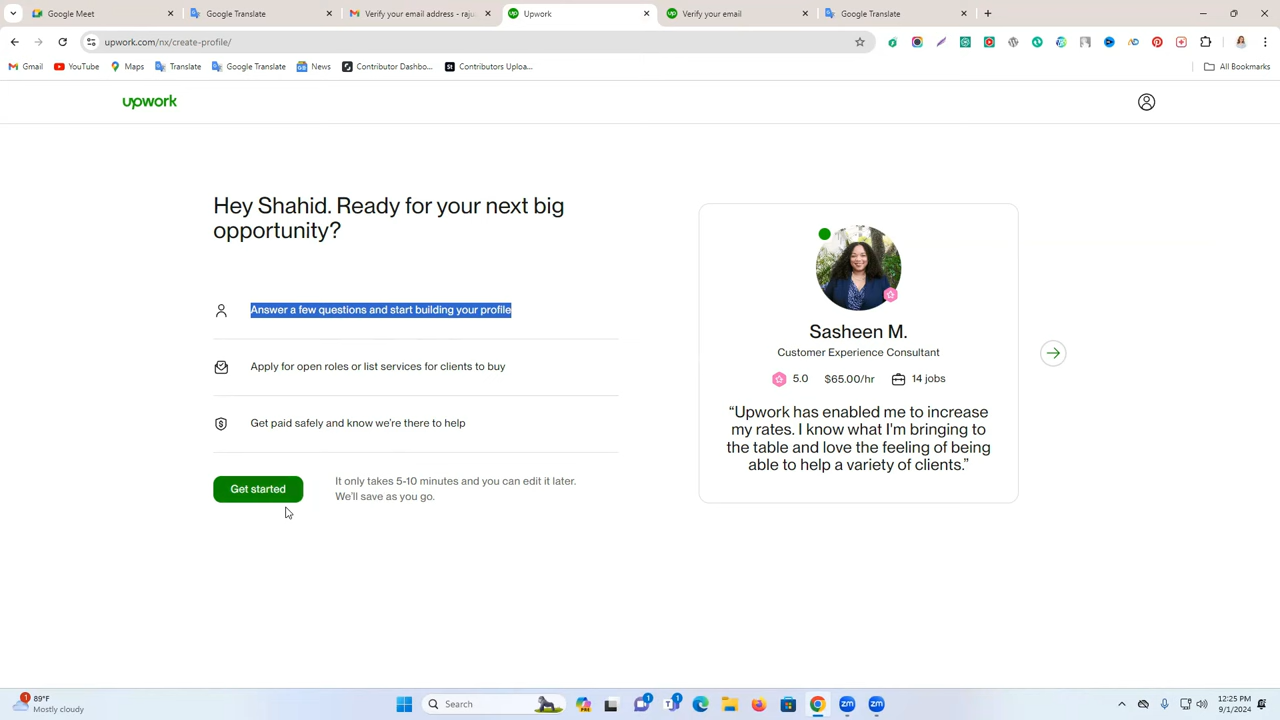 Google Meet
Google Translate
Verify your email address - raju
Upwork
Verify your email
Google Translate
upwork.com/nx/create-profile/
Gmail
YouTube
Maps
Translate
Google Translate
News
Contributor Dashbo...
Contributors Uploa...
All Bookmarks
upwork
Hey Shahid. Ready for your next big
opportunity?
Answer a few questions and start building your profile
Apply for open roles or list services for clients to buy
Get paid safely and know we're there to help
Get started
It only takes 5-10 minutes and you can edit it later.
We'll save as you go.
Sasheen M.
Customer Experience Consultant
5.0 $65.00/hr 14 jobs
“Upwork has enabled me to increase
my rates. I know what I'm bringing to
the table and love the feeling of being
able to help a variety of clients.”
89°F
Mostly cloudy
Search
12:25 PM
9/1/2024